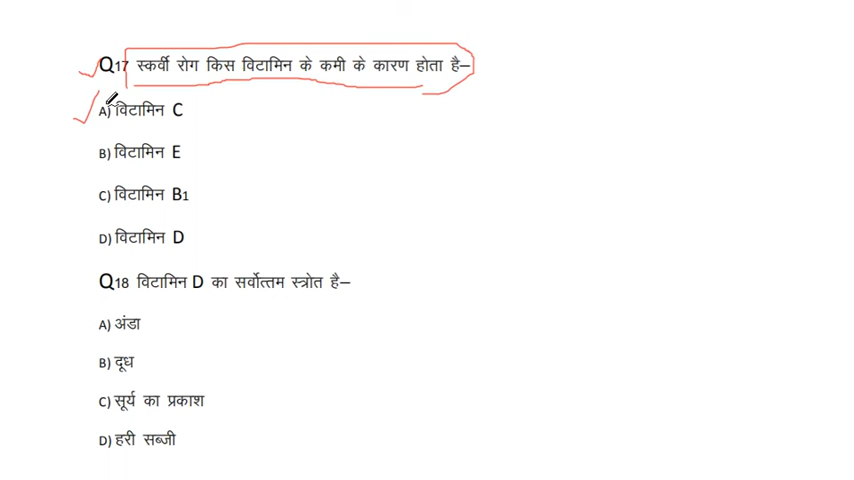 Q17 स्कर्वी रोग किस विटामिन के कमी के कारण होता है–
A) विटामिन C
B) विटामिन E
C) विटामिन B1
D) विटामिन D
Q18 विटामिन D का सर्वोत्तम स्त्रोत है–
A) अंडा
B) दूध
C) सूर्य का प्रकाश
D) हरी सब्जी